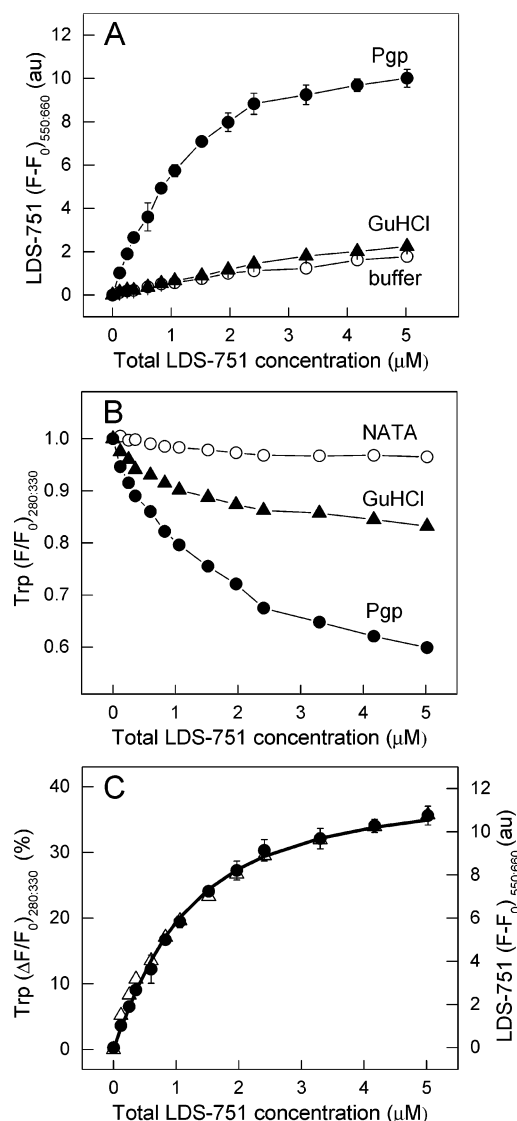 A
12
10
8
6
4
2
0
LDS-751 (F-F0)550:660 (au)
Pgp
GuHCl
buffer
0 1 2 3 4 5
Total LDS-751 concentration (μM)
B
1.0
0.9
0.8
0.7
0.6
Trp (F/F0)280:330
NATA
GuHCl
Pgp
0 1 2 3 4 5
Total LDS-751 concentration (μM)
C
40
30
20
10
0
Trp (ΔF/F0)280:330 (%)
12
10
8
6
4
2
0
LDS-751 (F-F0)550:660 (au)
0 1 2 3 4 5
Total LDS-751 concentration (μM)